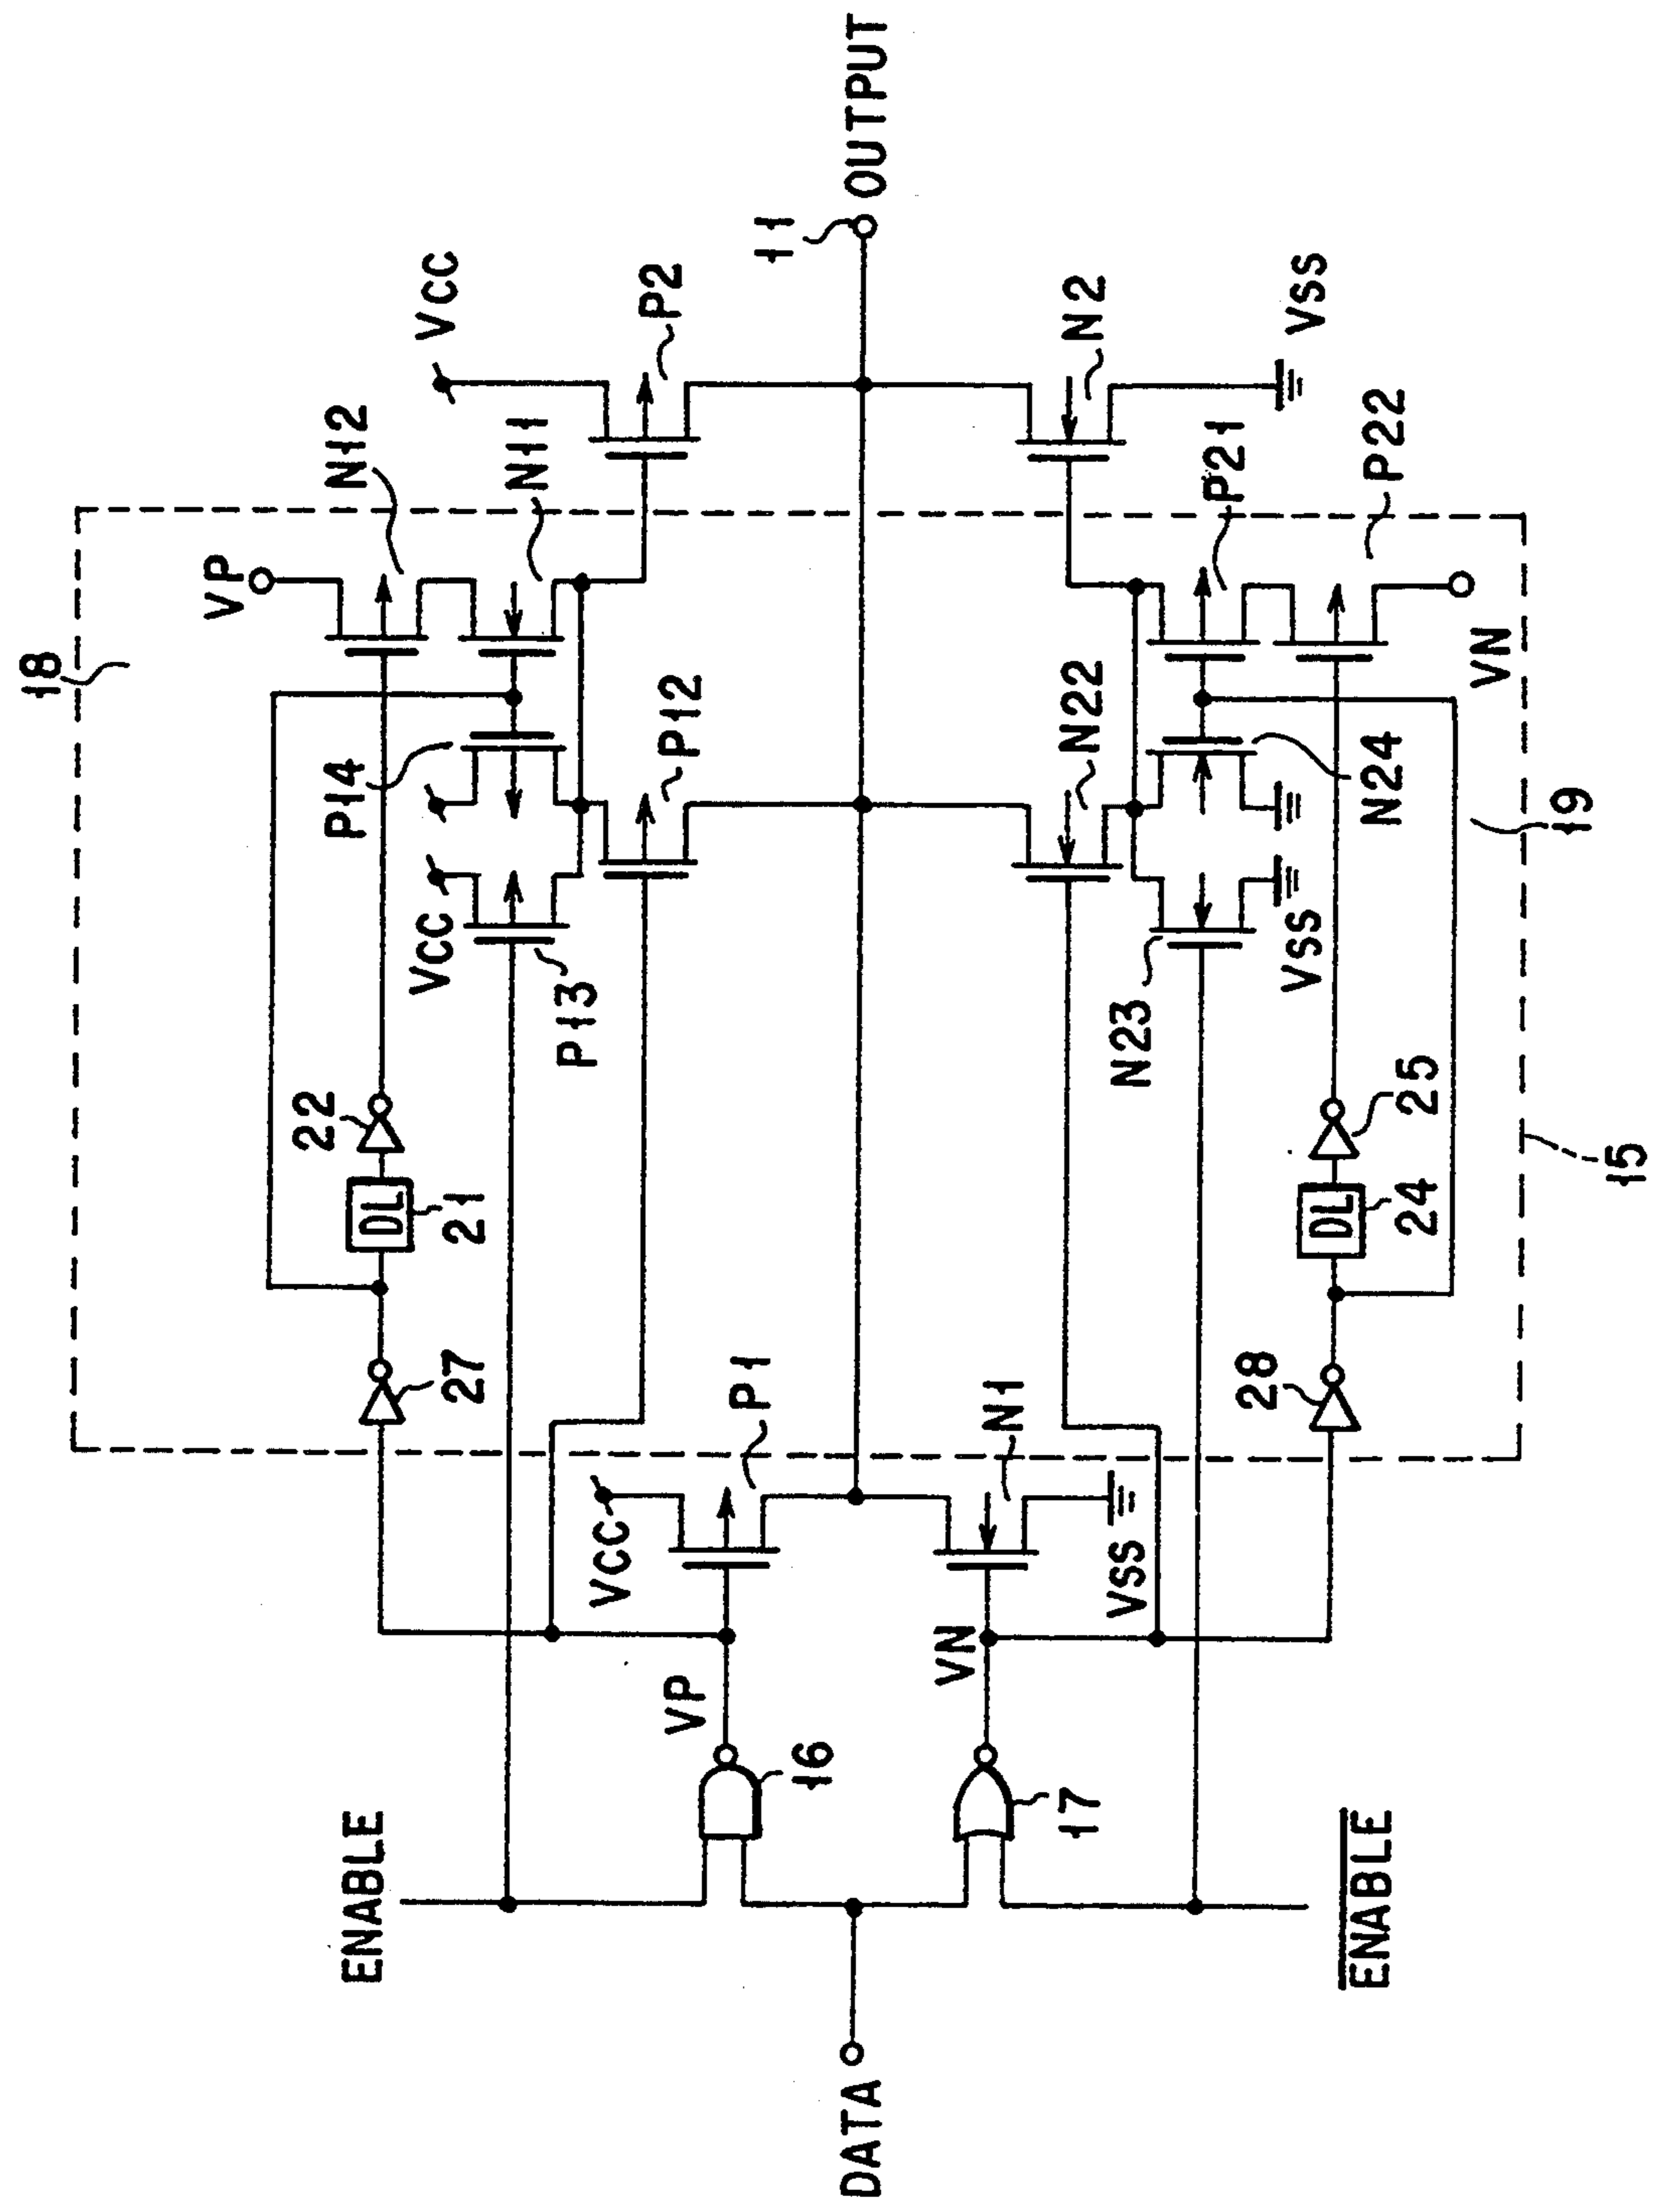 18
VP
N12
VCC
N11
P14
P2
VCC
P12
22
P13
DL
21
27
11
OUTPUT
P1
VCC
VP
16
ENABLE
DATA
N2
N22
N1
VN
VSS
17
P21
VSS
P22
N24
VN
N23
VSS
19
25
DL
24
28
15
ENABLE